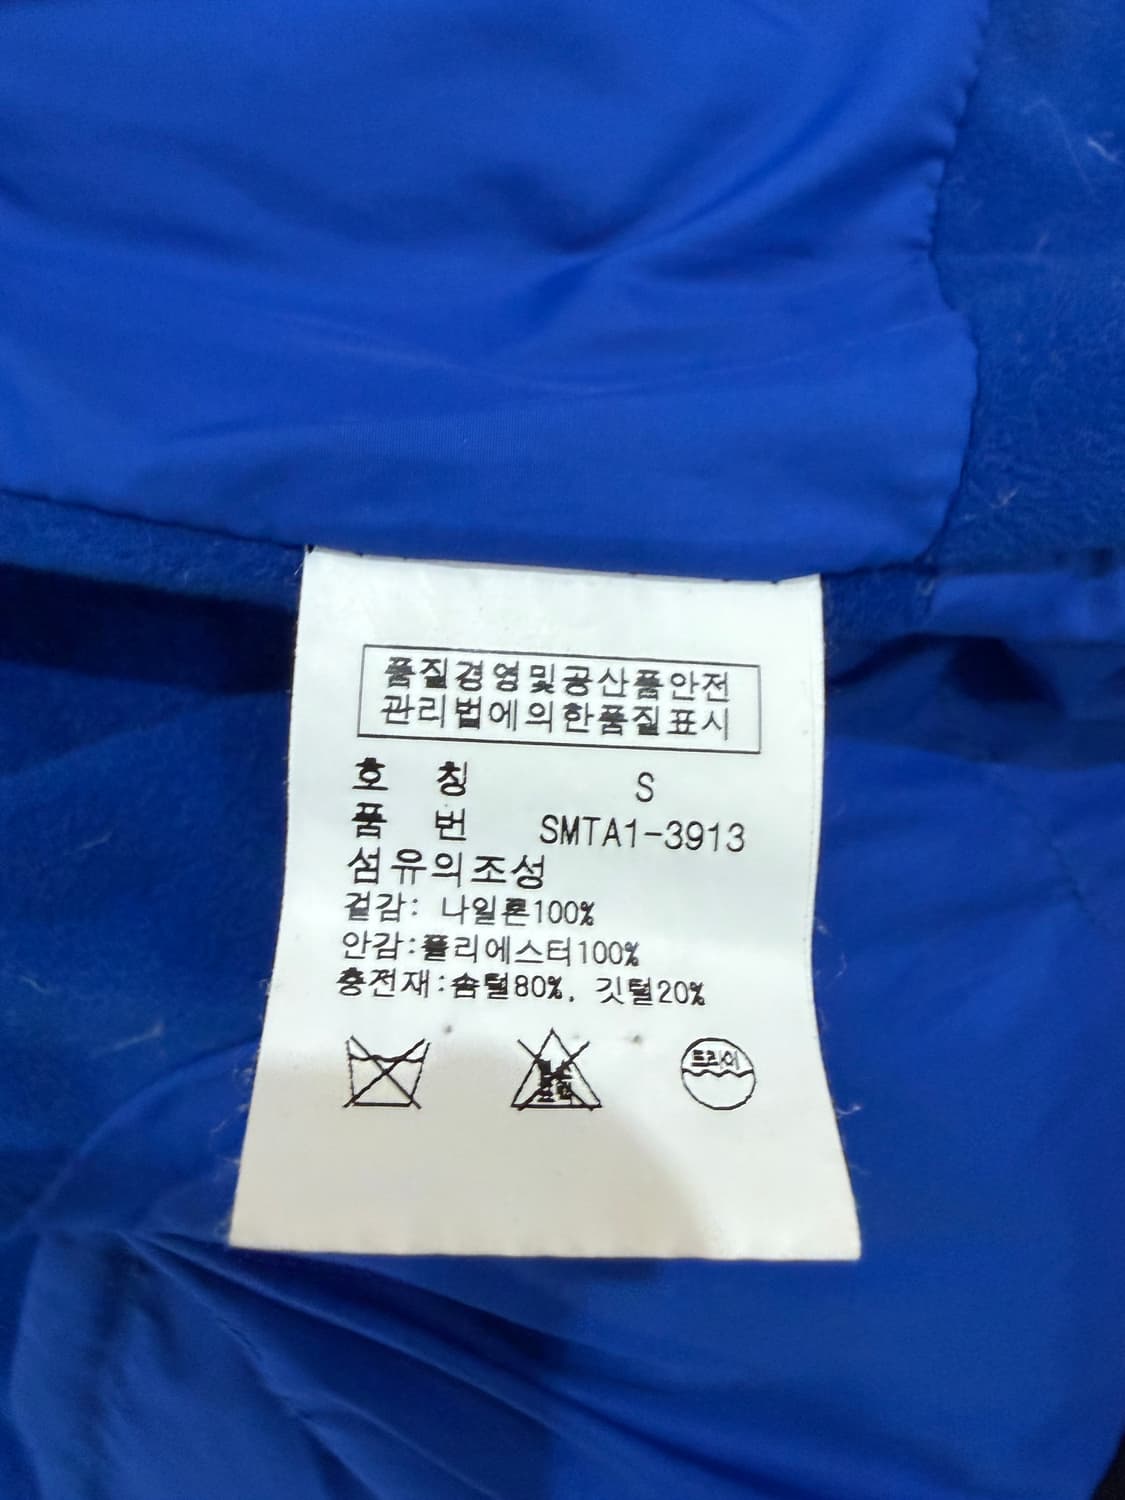 품질경영및공산품안전
관리법에의한품질표시
호 칭 S
품 번 SMTA1-3913
섬유의조성
겉감: 나일론100%
안감:폴리에스터100%
충전재:솜털80%, 깃털20%
드라이